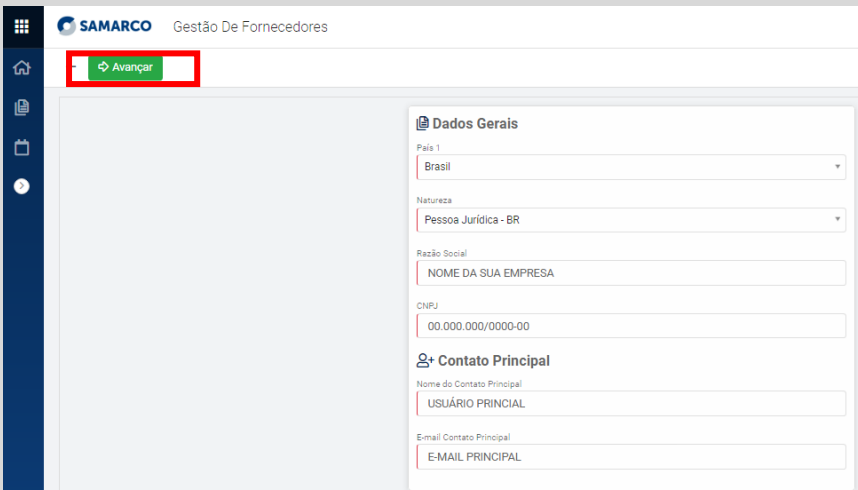 SAMARCO Gestão De Fornecedores
Avançar
Dados Gerais
País 1
Brasil
Natureza
Pessoa Jurídica - BR
Razão Social
NOME DA SUA EMPRESA
CNPJ
00.000.000/0000-00
Contato Principal
Nome do Contato Principal
USUÁRIO PRINCIAL
E-mail Contato Principal
E-MAIL PRINCIPAL